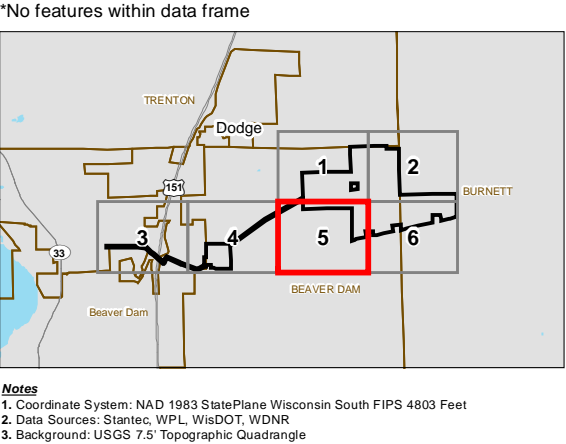 *No features within data frame
TRENTON
Dodge
1
2
151
BURNETT
3
4
5
6
33
BEAVER DAM
Beaver Dam
Notes
1. Coordinate System: NAD 1983 StatePlane Wisconsin South FIPS 4803 Feet
2. Data Sources: Stantec, WPL, WisDOT, WDNR
3. Background: USGS 7.5' Topographic Quadrangle